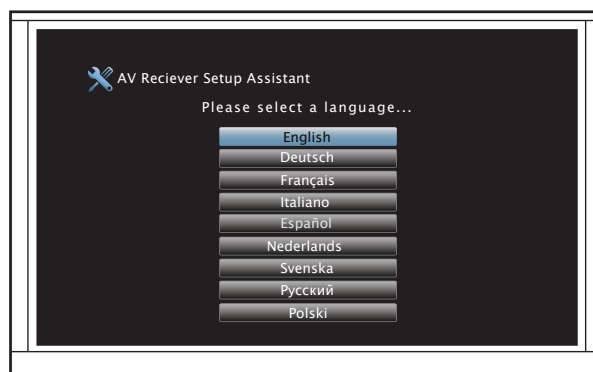 AV Reciever Setup Assistant
Please select a language...
English
Deutsch
Français
Italiano
Español
Nederlands
Svenska
Русский
Polski